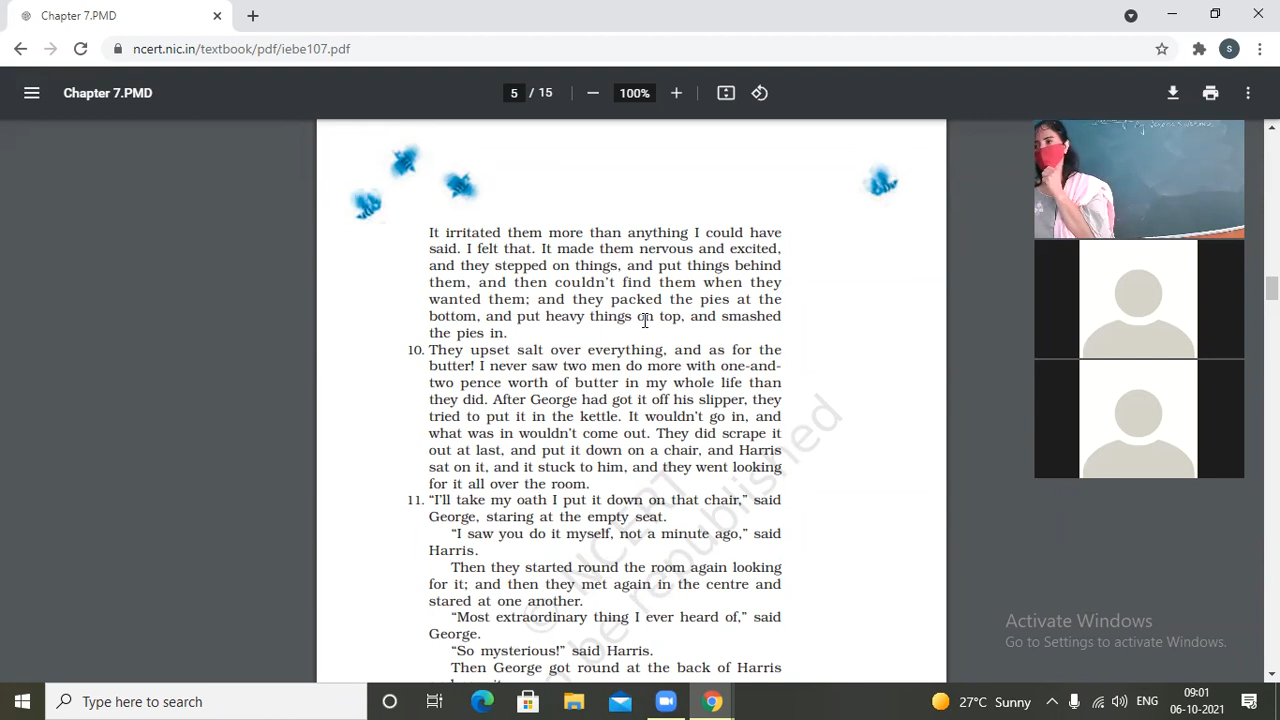 Chapter 7.PMD
ncert.nic.in/textbook/pdf/iebe107.pdf
S
Chapter 7.PMD
5 / 15
100%
It irritated them more than anything I could have
said. I felt that. It made them nervous and excited,
and they stepped on things, and put things behind
them, and then couldn't find them when they
wanted them; and they packed the pies at the
bottom, and put heavy things on top, and smashed
the pies in.
10. They upset salt over everything, and as for the
butter! I never saw two men do more with one-and-
two pence worth of butter in my whole life than
they did. After George had got it off his slipper, they
tried to put it in the kettle. It wouldn't go in, and
what was in wouldn't come out. They did scrape it
out at last, and put it down on a chair, and Harris
sat on it, and it stuck to him, and they went looking
for it all over the room.
11. “I'll take my oath I put it down on that chair,” said
George, staring at the empty seat.
“I saw you do it myself, not a minute ago,” said
Harris.
Then they started round the room again looking
for it; and then they met again in the centre and
stared at one another.
“Most extraordinary thing I ever heard of,” said
George.
“So mysterious!” said Harris.
Then George got round at the back of Harris
© NCERT
be republished
Activate Windows
Go to Settings to activate Windows.
Type here to search
27°C Sunny
ENG
09:01
06-10-2021